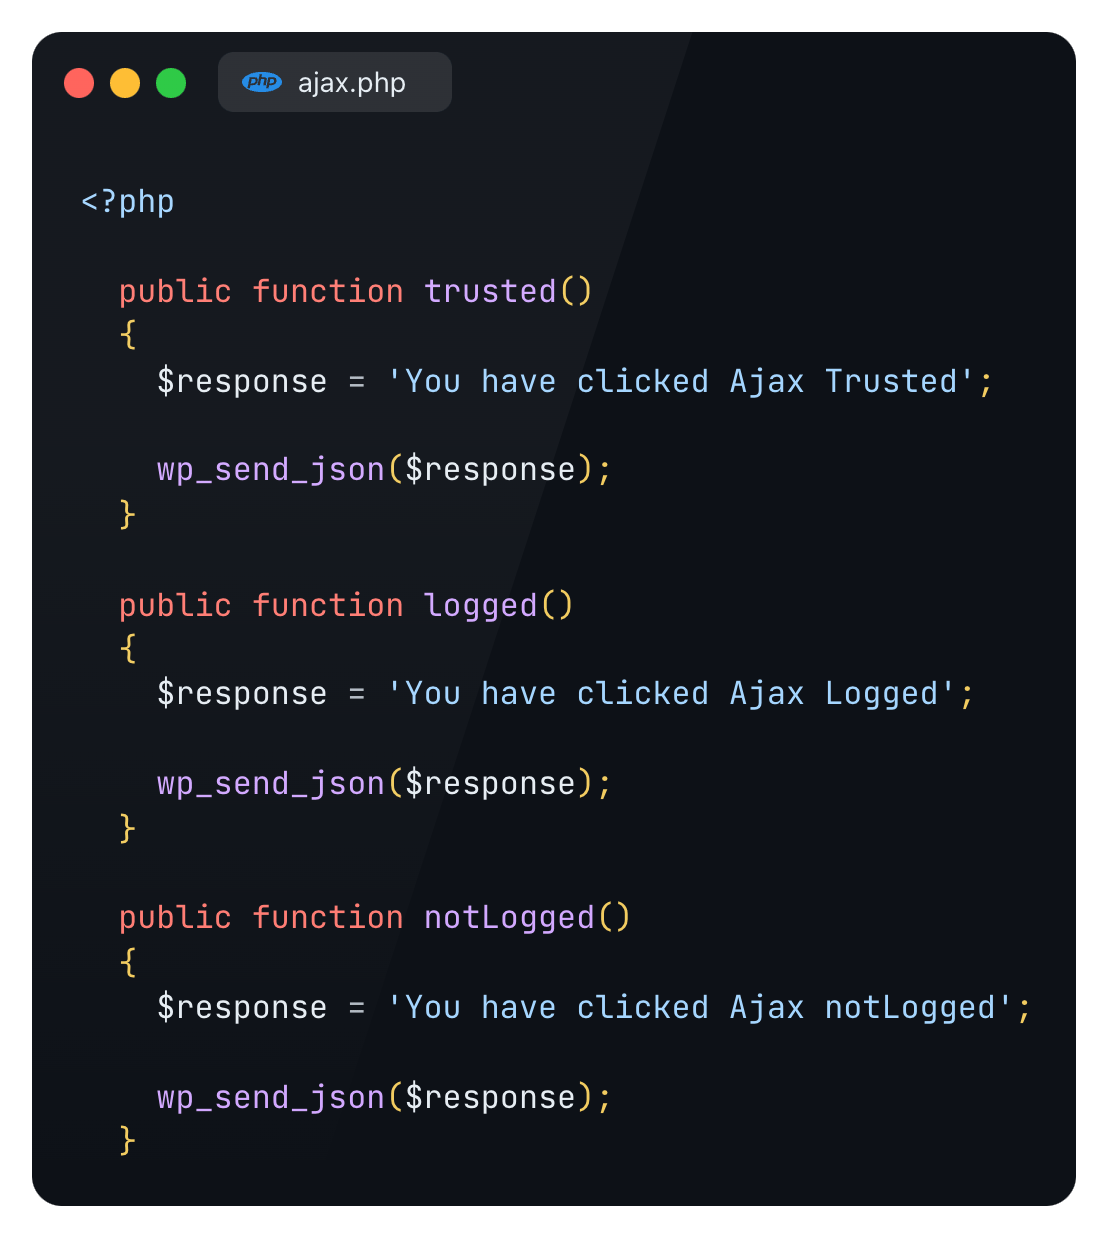 php ajax.php
<?php
public function trusted()
{
$response = 'You have clicked Ajax Trusted';
wp_send_json($response);
}
public function logged()
{
$response = 'You have clicked Ajax Logged';
wp_send_json($response);
}
public function notLogged()
{
$response = 'You have clicked Ajax notLogged';
wp_send_json($response);
}